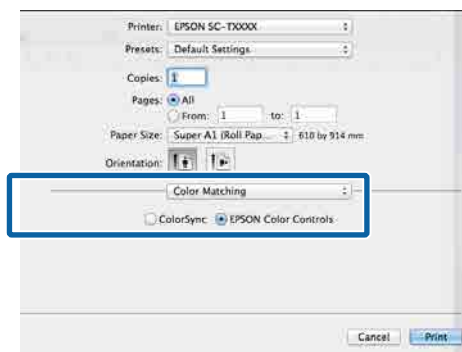 Printer: EPSON SC-TXXXX
Presets: Default Settings
Copies: 1
Pages: All
From: 1 to: 1
Paper Size: Super A1 (Roll Pap... 610 by 914 mm
Orientation:
Color Matching
ColorSync EPSON Color Controls
Cancel Print